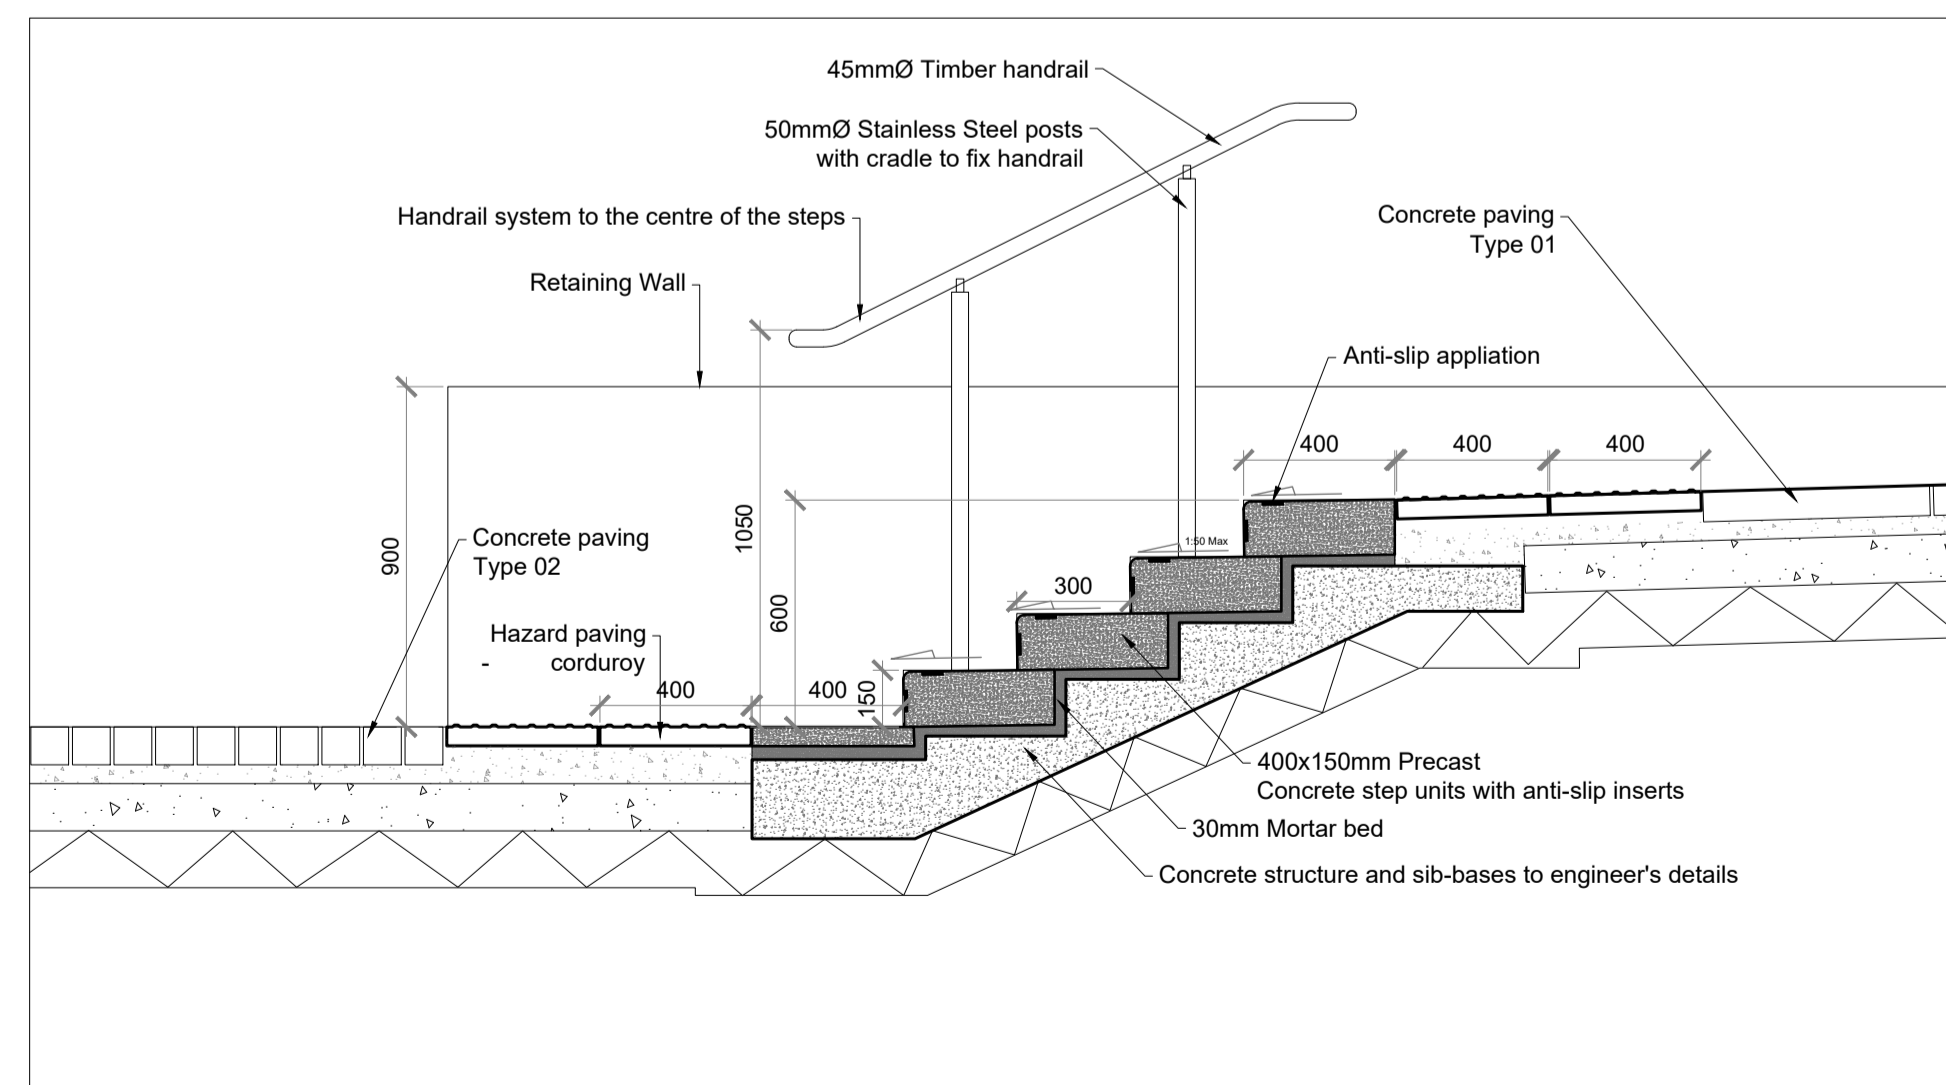 45mmØ Timber handrail
50mmØ Stainless Steel posts
with cradle to fix handrail
Handrail system to the centre of the steps
Concrete paving
Type 01
Retaining Wall
Anti-slip appliation
400
400
400
1050
900
Concrete paving
Type 02
1:50 Max
300
600
Hazard paving
- corduroy
400
400
150
400x150mm Precast
Concrete step units with anti-slip inserts
30mm Mortar bed
Concrete structure and sib-bases to engineer's details